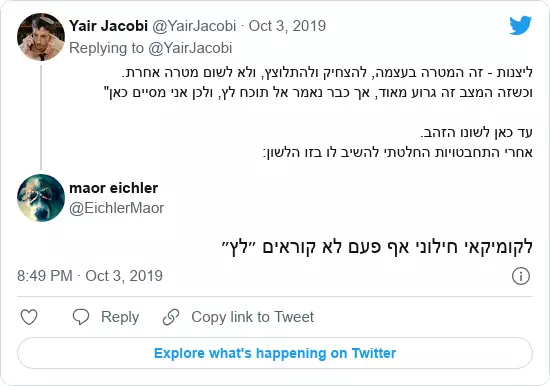 Yair Jacobi @YairJacobi · Oct 3, 2019
Replying to @YairJacobi
ליצנות - זה המטרה בעצמה, להצחיק ולהתלוצץ, ולא לשום מטרה אחרת.
וכשזה המצב זה גרוע מאוד, אך כבר נאמר אל תוכח לץ, ולכן אני מסיים כאן"
עד כאן לשונו הזהב.
אחרי התחבטויות החלטתי להשיב לו בזו הלשון:
maor eichler
@EichlerMaor
לקומיקאי חילוני אף פעם לא קוראים ״לץ״
8:49 PM · Oct 3, 2019
Reply
Copy link to Tweet
Explore what's happening on Twitter